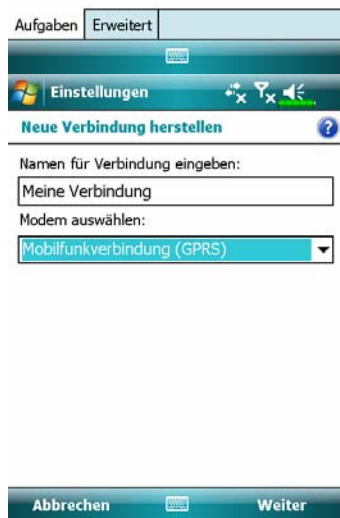 Aufgaben Erweitert
Einstellungen
Neue Verbindung herstellen ?
Namen für Verbindung eingeben:
Meine Verbindung
Modem auswählen:
Mobilfunkverbindung (GPRS)
Abbrechen Weiter